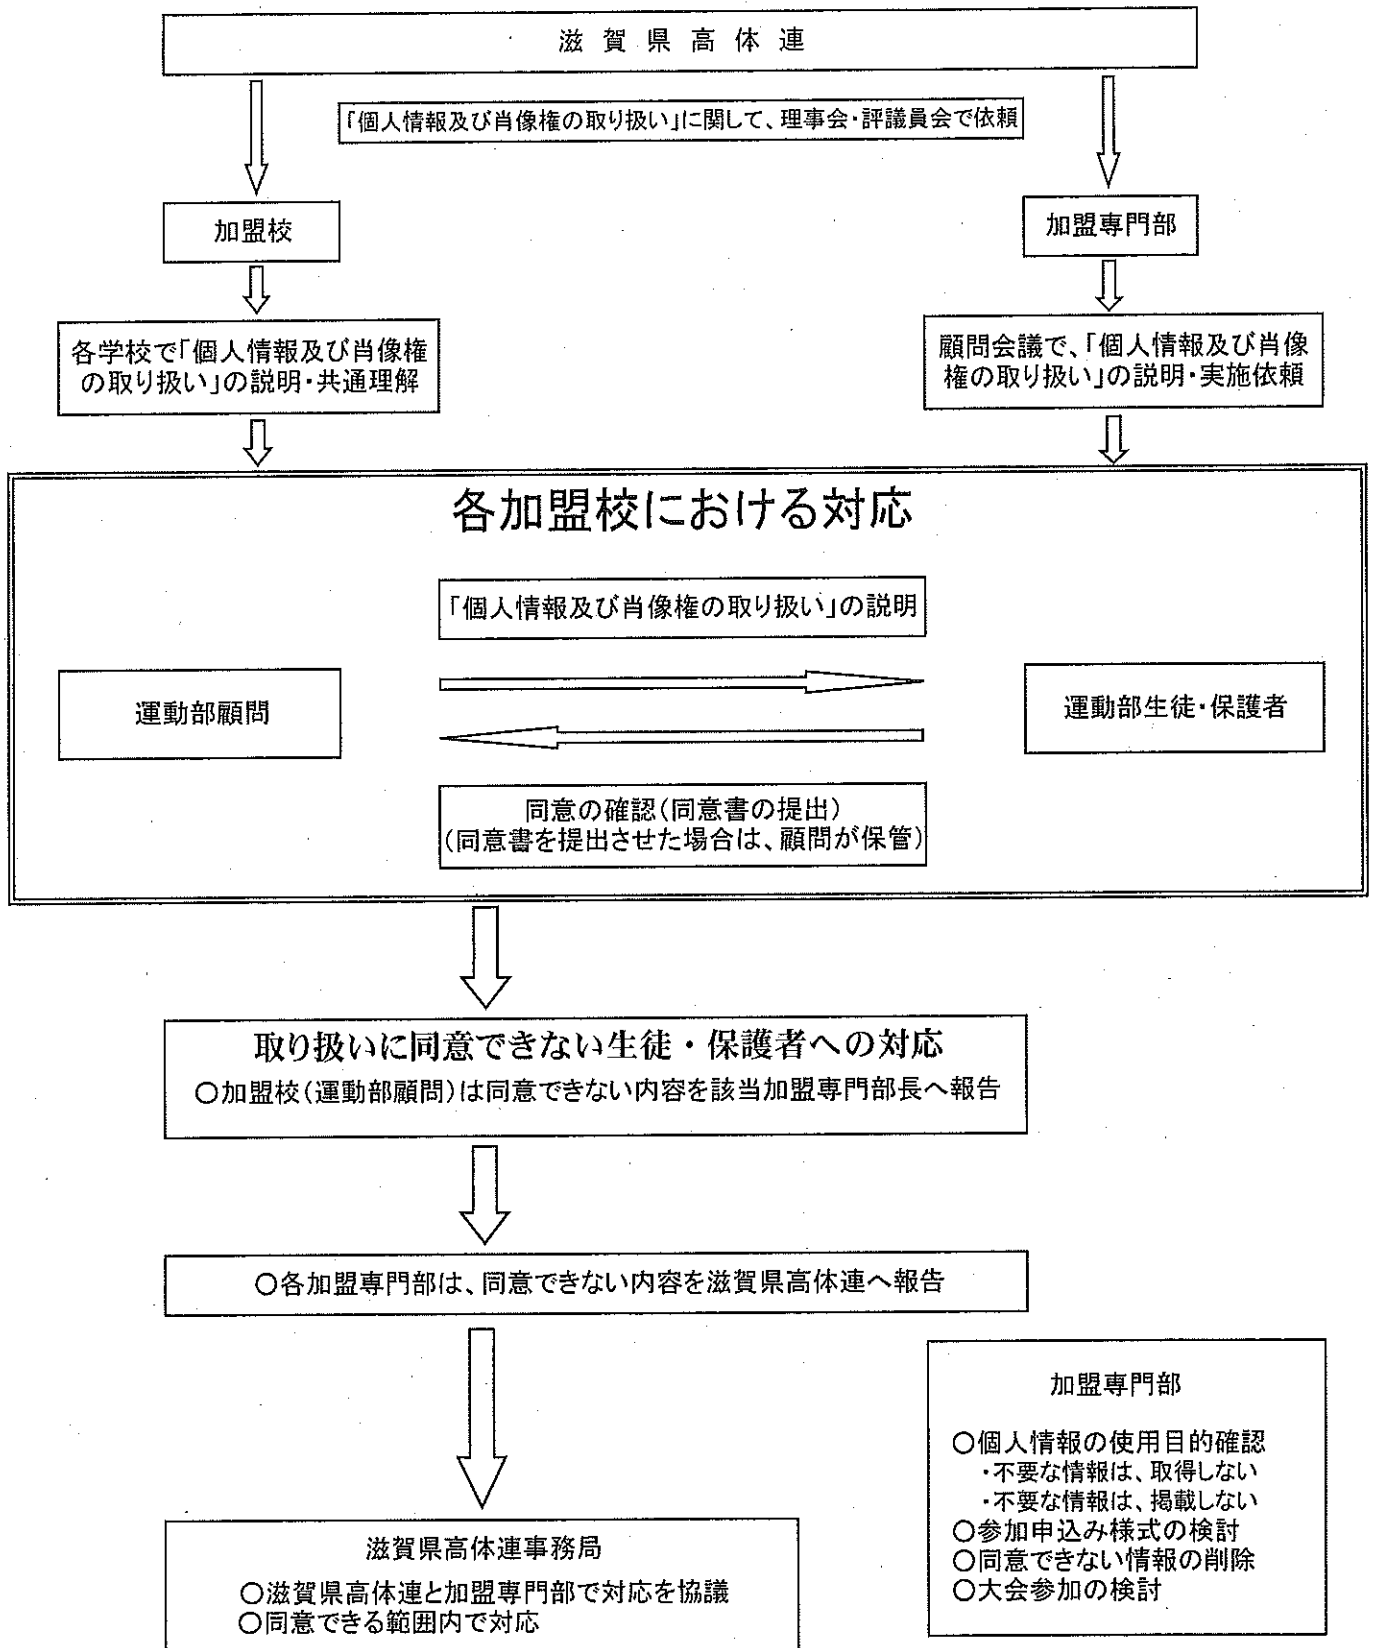 滋賀県高体連
「個人情報及び肖像権の取り扱い」に関して、理事会・評議員会で依頼
加盟校
加盟専門部
各学校で「個人情報及び肖像権
の取り扱い」の説明・共通理解
顧問会議で、「個人情報及び肖像
権の取り扱い」の説明・実施依頼
各加盟校における対応
「個人情報及び肖像権の取り扱い」の説明
運動部顧問
運動部生徒・保護者
同意の確認(同意書の提出)
(同意書を提出させた場合は、顧問が保管)
取り扱いに同意できない生徒・保護者への対応
○加盟校(運動部顧問)は同意できない内容を該当加盟専門部長へ報告
○各加盟専門部は、同意できない内容を滋賀県高体連へ報告
滋賀県高体連事務局
○滋賀県高体連と加盟専門部で対応を協議
○同意できる範囲内で対応
加盟専門部
○個人情報の使用目的確認
・不要な情報は、取得しない
・不要な情報は、掲載しない
○参加申込み様式の検討
○同意できない情報の削除
○大会参加の検討